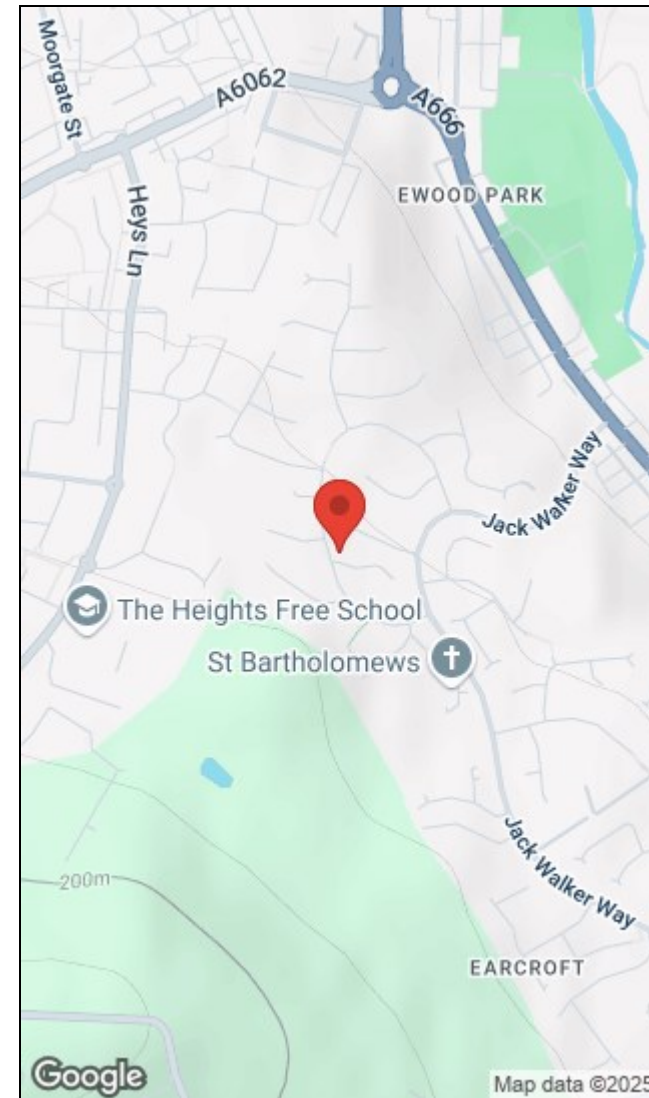 Moorgate St
A6062
A666
EWOOD PARK
Heys Ln
Jack Walker Way
The Heights Free School
St Bartholomews
200m
Jack Walker Way
EARCROFT
Google
Map data ©2025